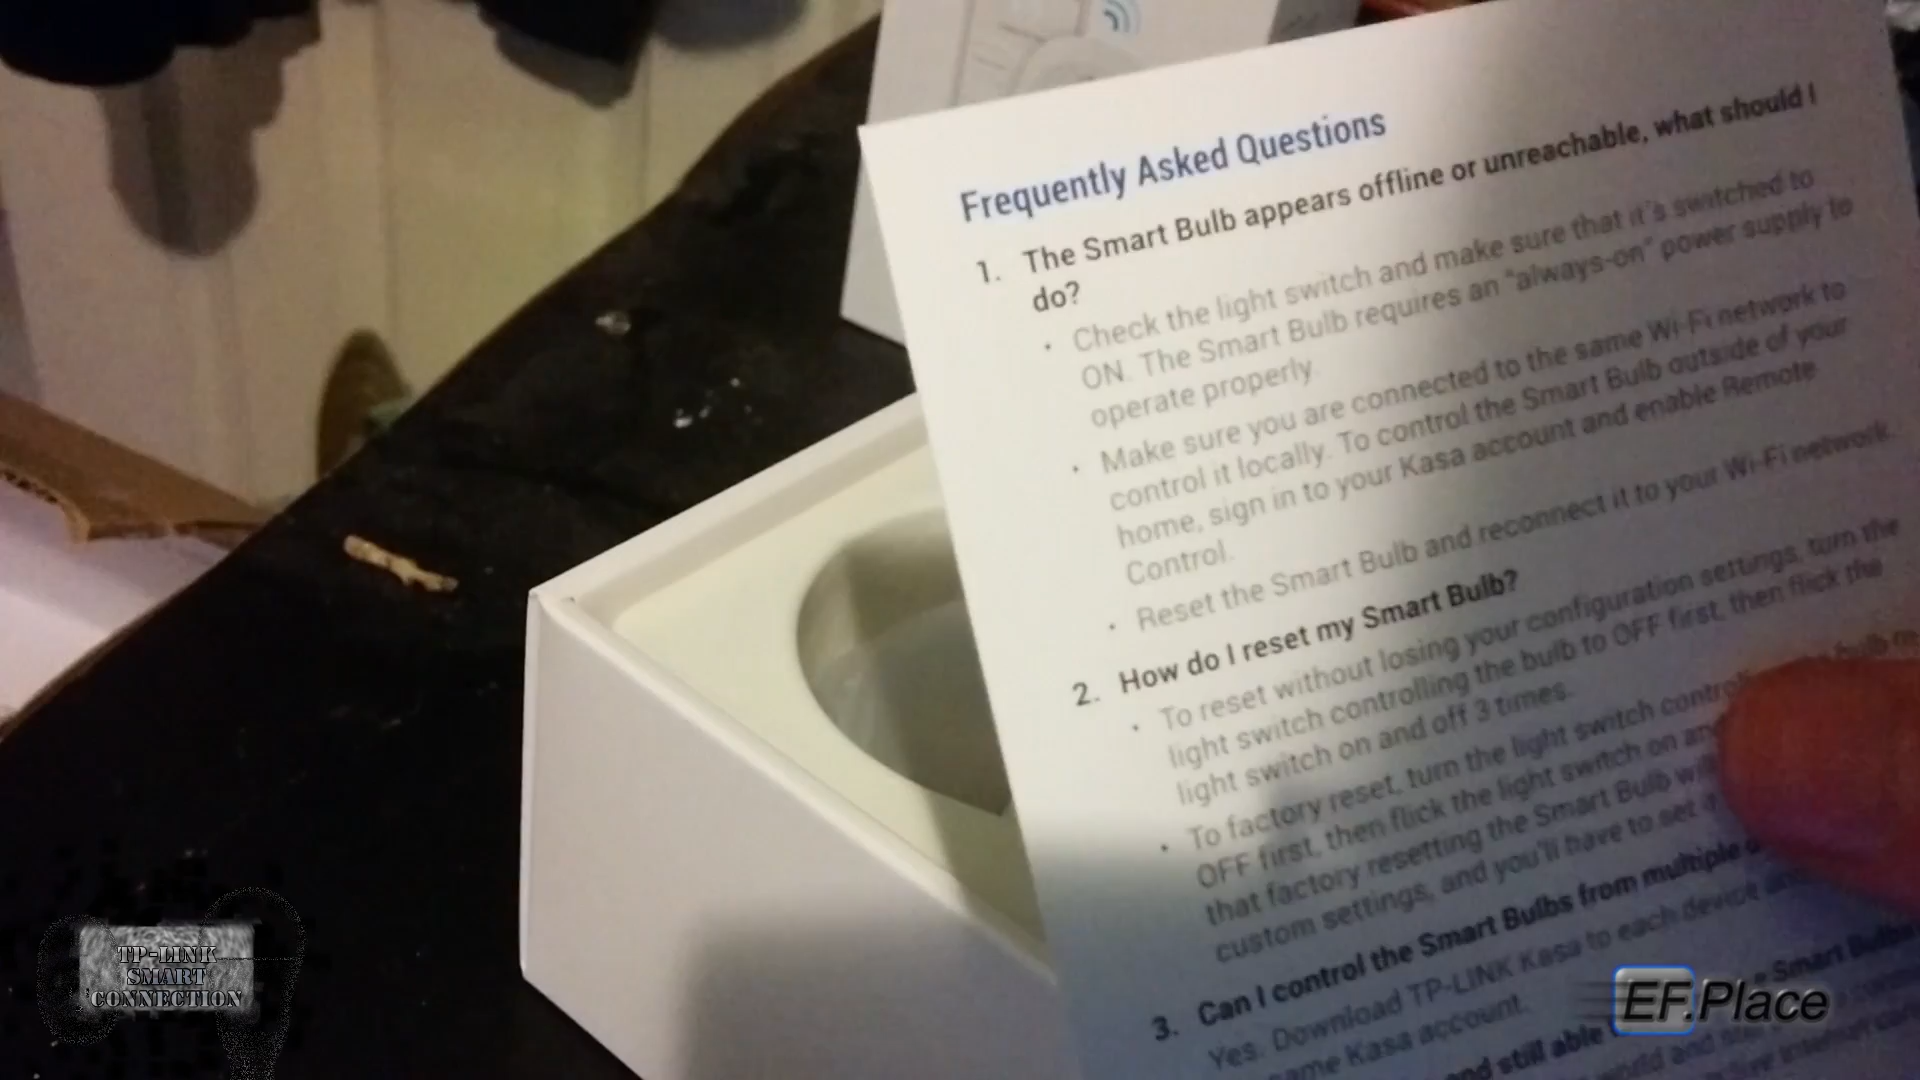 Frequently Asked Questions
1. The Smart Bulb appears offline or unreachable, what should I
do?
• Check the light switch and make sure that it's switched to
ON. The Smart Bulb requires an "always-on" power supply to
operate properly.
• Make sure you are connected to the same Wi-Fi network to
control it locally. To control the Smart Bulb outside of your
home, sign in to your Kasa account and enable Remote
Control.
• Reset the Smart Bulb and reconnect it to your Wi-Fi network.
2. How do I reset my Smart Bulb?
• To reset without losing your configuration settings, turn the
light switch controlling the bulb to OFF first, then flick the
light switch on and off 3 times.
• To factory reset, turn the light switch bulb
OFF first, then flick the light switch on
that factory resetting the Smart Bulb
custom settings, and you'll have to set
3. Can I control the Smart Bulbs from multiple
Yes. Download TP-LINK Kasa to each device
Kasa account.
and still able Smart Bulbs
TP-LINK
SMART
CONNECTION
EF.Place